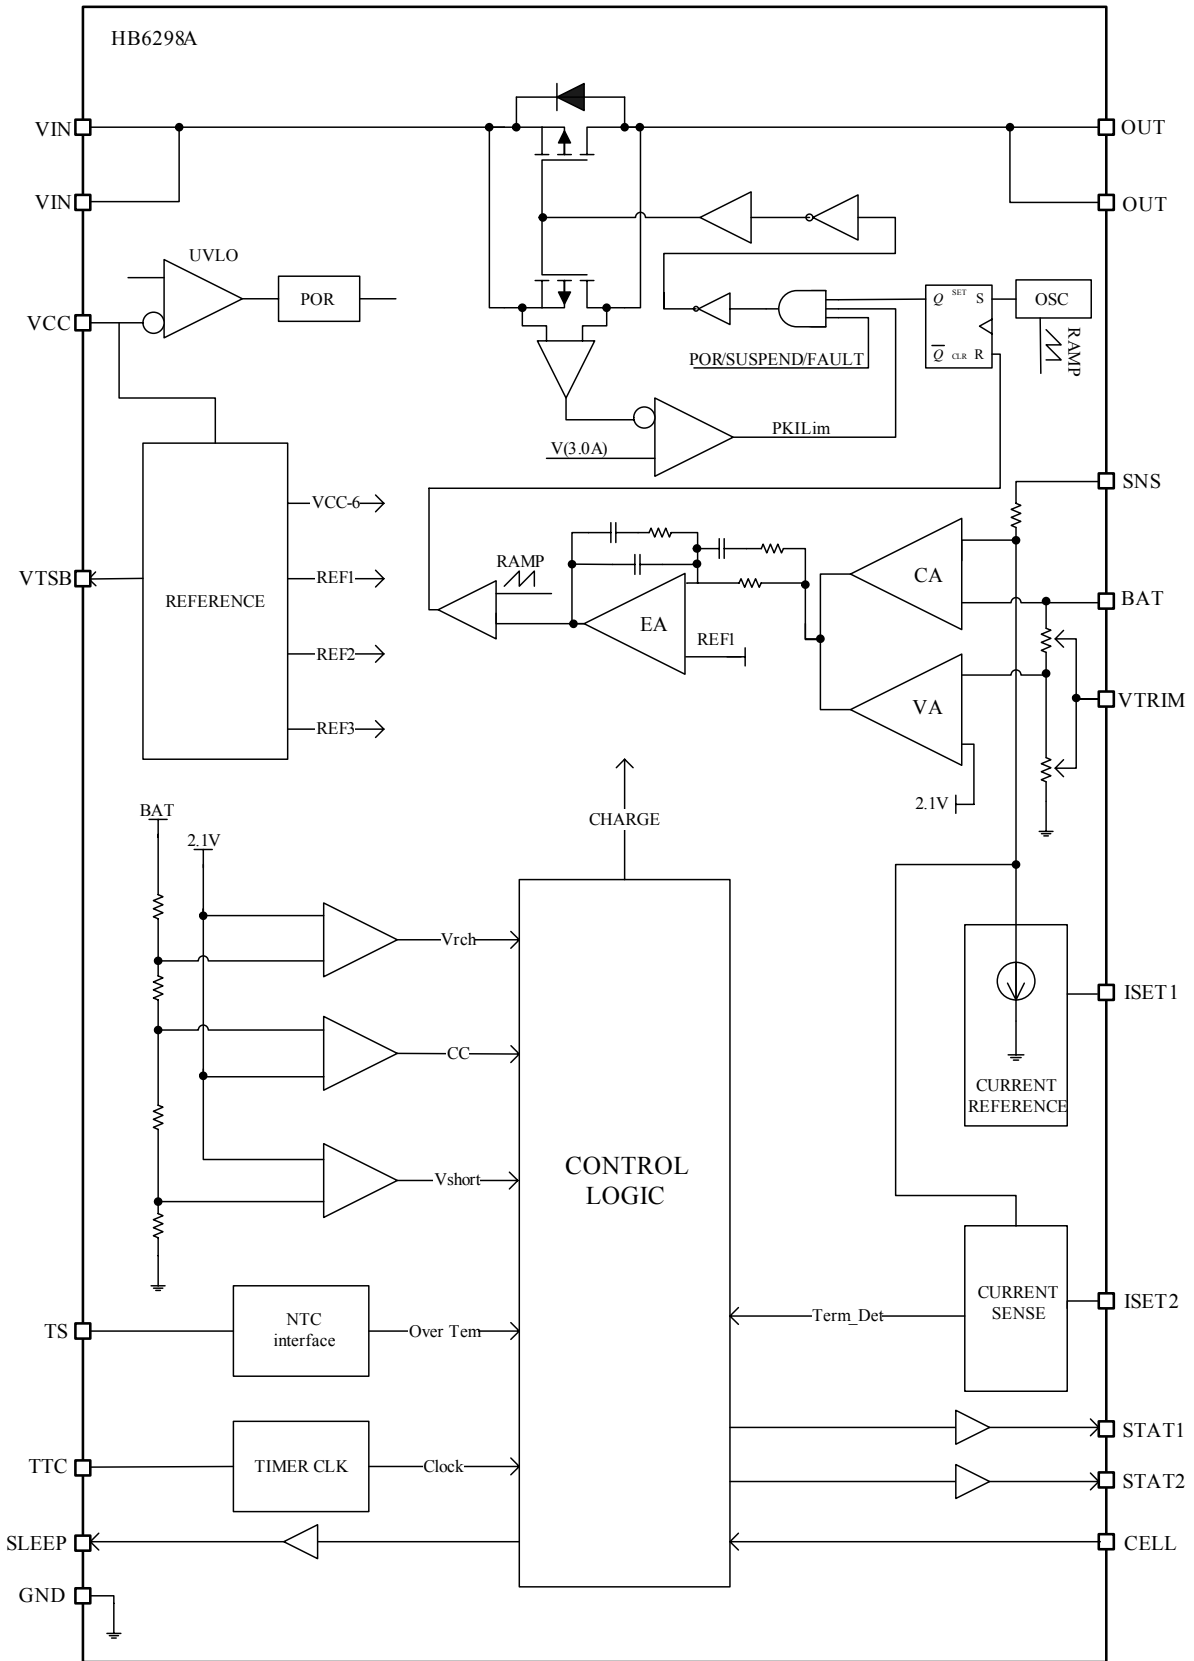 HB6298A
VIN
OUT
VIN
OUT
UVLO
POR
VCC
Q SET S
Q CLR R
OSC
RAMP
POR/SUSPEND/FAULT
V(3.0A)
PKILim
SNS
VCC-6
VTSB
REFERENCE
REF1
REF2
REF3
RAMP
EA
REF1
CA
BAT
VA
VTRIM
2.1V
BAT
2.1V
CHARGE
Vrch
CC
Vshort
CONTROL
LOGIC
ISET1
CURRENT
REFERENCE
CURRENT
SENSE
ISET2
Term_Det
TS
NTC
interface
Over Tem
STAT1
TTC
TIMER CLK
Clock
STAT2
SLEEP
CELL
GND